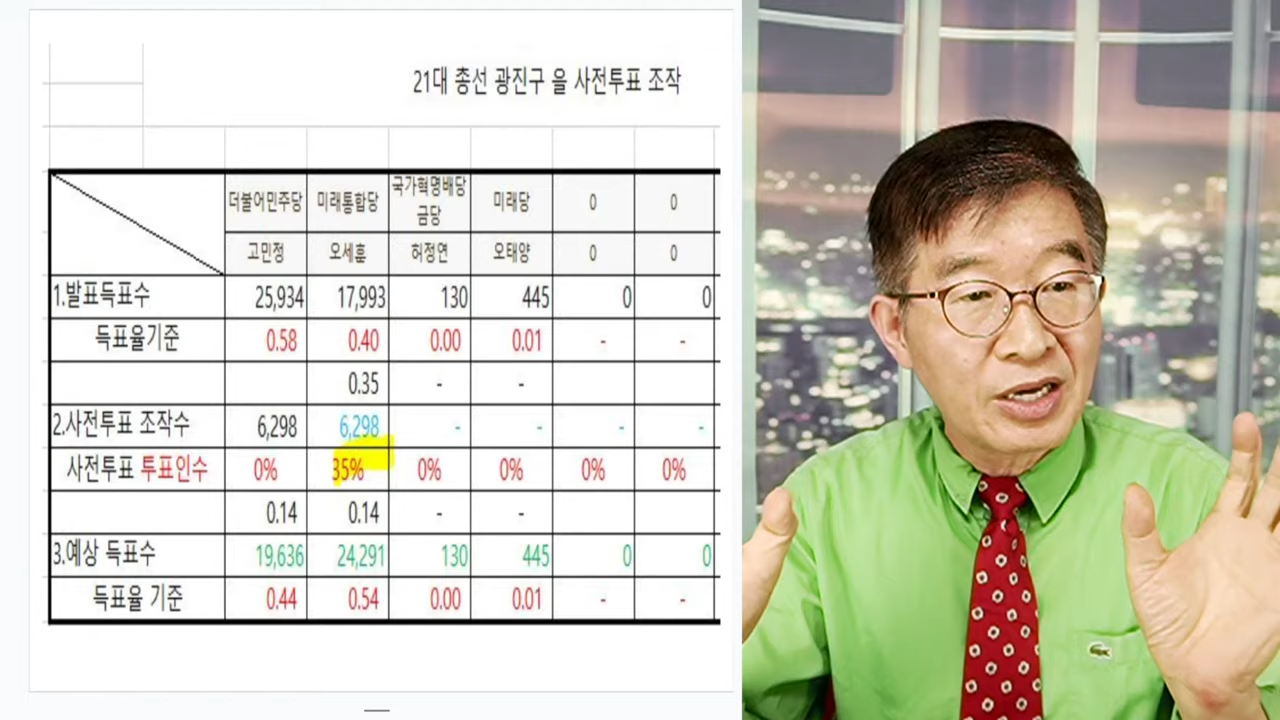 21대 총선 광진구 을 사전투표 조작
더불어민주당 미래통합당 국가혁명배당금당 미래당 0 0
고민정 오세훈 허정연 오태양 0 0
1.발표득표수 25,934 17,993 130 445 0 0
득표율기준 0.58 0.40 0.00 0.01 - -
0.35 - -
2.사전투표 조작수 6,298 6,298 - - - -
사전투표 투표인수 0% 35% 0% 0% 0% 0%
0.14 0.14 - -
3.예상 득표수 19,636 24,291 130 445 0 0
득표율 기준 0.44 0.54 0.00 0.01 - -